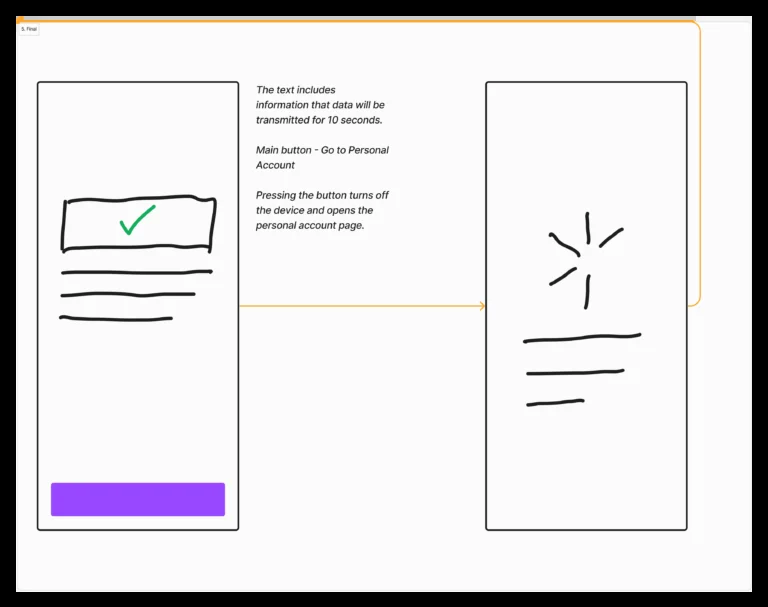 5. Final
The text includes
information that data will be
transmitted for 10 seconds.
Main button - Go to Personal
Account
Pressing the button turns off
the device and opens the
personal account page.